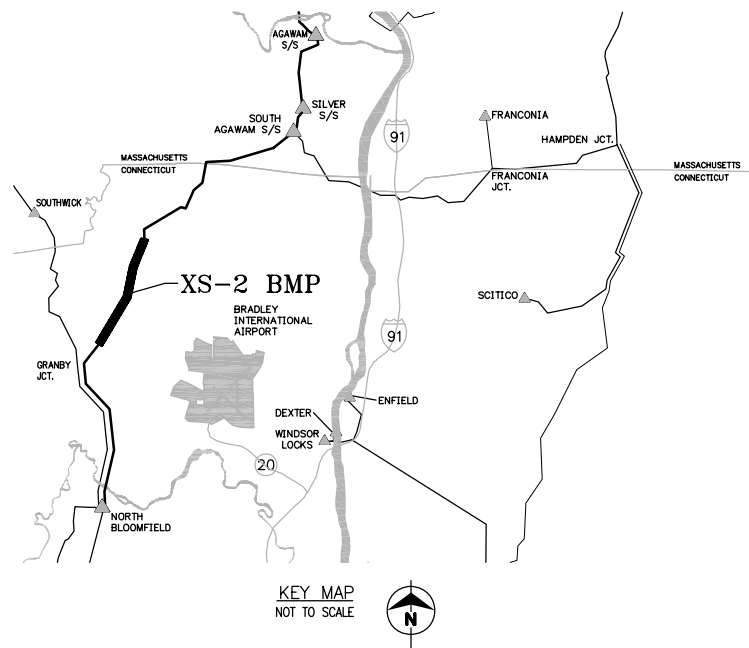 AGAWAM
S/S
SILVER
S/S
SOUTH
AGAWAM S/S
91
FRANCONIA
HAMPDEN JCT.
MASSACHUSETTS
CONNECTICUT
FRANCONIA
JCT.
MASSACHUSETTS
CONNECTICUT
SOUTHWICK
XS-2 BMP
SCITICO
BRADLEY
INTERNATIONAL
AIRPORT
91
GRANBY
JCT.
ENFIELD
DEXTER
WINDSOR
LOCKS
20
NORTH
BLOOMFIELD
KEY MAP
NOT TO SCALE
N